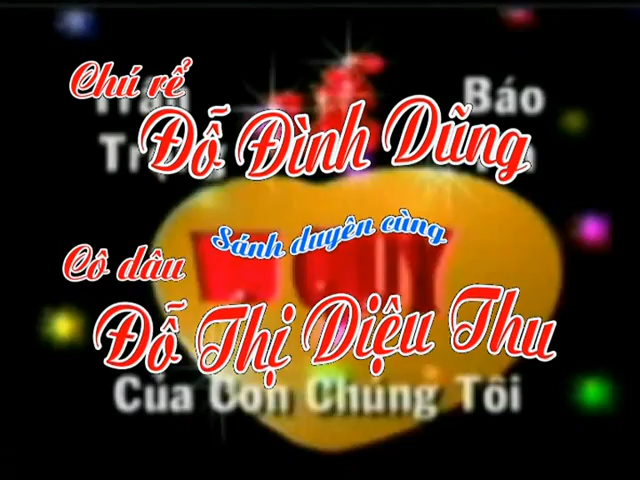 Chú rể
Trân Báo
Đỗ Đình Dũng
Sánh duyên cùng
Cô dâu
Đỗ Thị Diệu Thu
Của Con Chúng Tôi